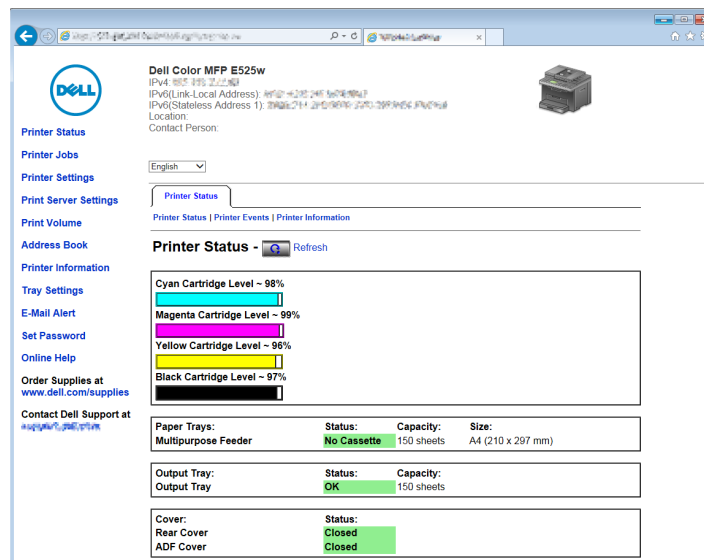 DELL
Dell Color MFP E525w
IPv4:
IPv6(Link-Local Address):
IPv6(Stateless Address 1):
Location:
Contact Person:
English
Printer Status
Printer Jobs
Printer Settings
Print Server Settings
Print Volume
Address Book
Printer Information
Tray Settings
E-Mail Alert
Set Password
Online Help
Order Supplies at
www.dell.com/supplies
Contact Dell Support at
Printer Status
Printer Status | Printer Events | Printer Information
Printer Status - Refresh
Cyan Cartridge Level ~ 98%
Magenta Cartridge Level ~ 99%
Yellow Cartridge Level ~ 96%
Black Cartridge Level ~ 97%
Paper Trays: Status: Capacity: Size:
Multipurpose Feeder No Cassette 150 sheets A4 (210 x 297 mm)
Output Tray: Status: Capacity:
Output Tray OK 150 sheets
Cover: Status:
Rear Cover Closed
ADF Cover Closed